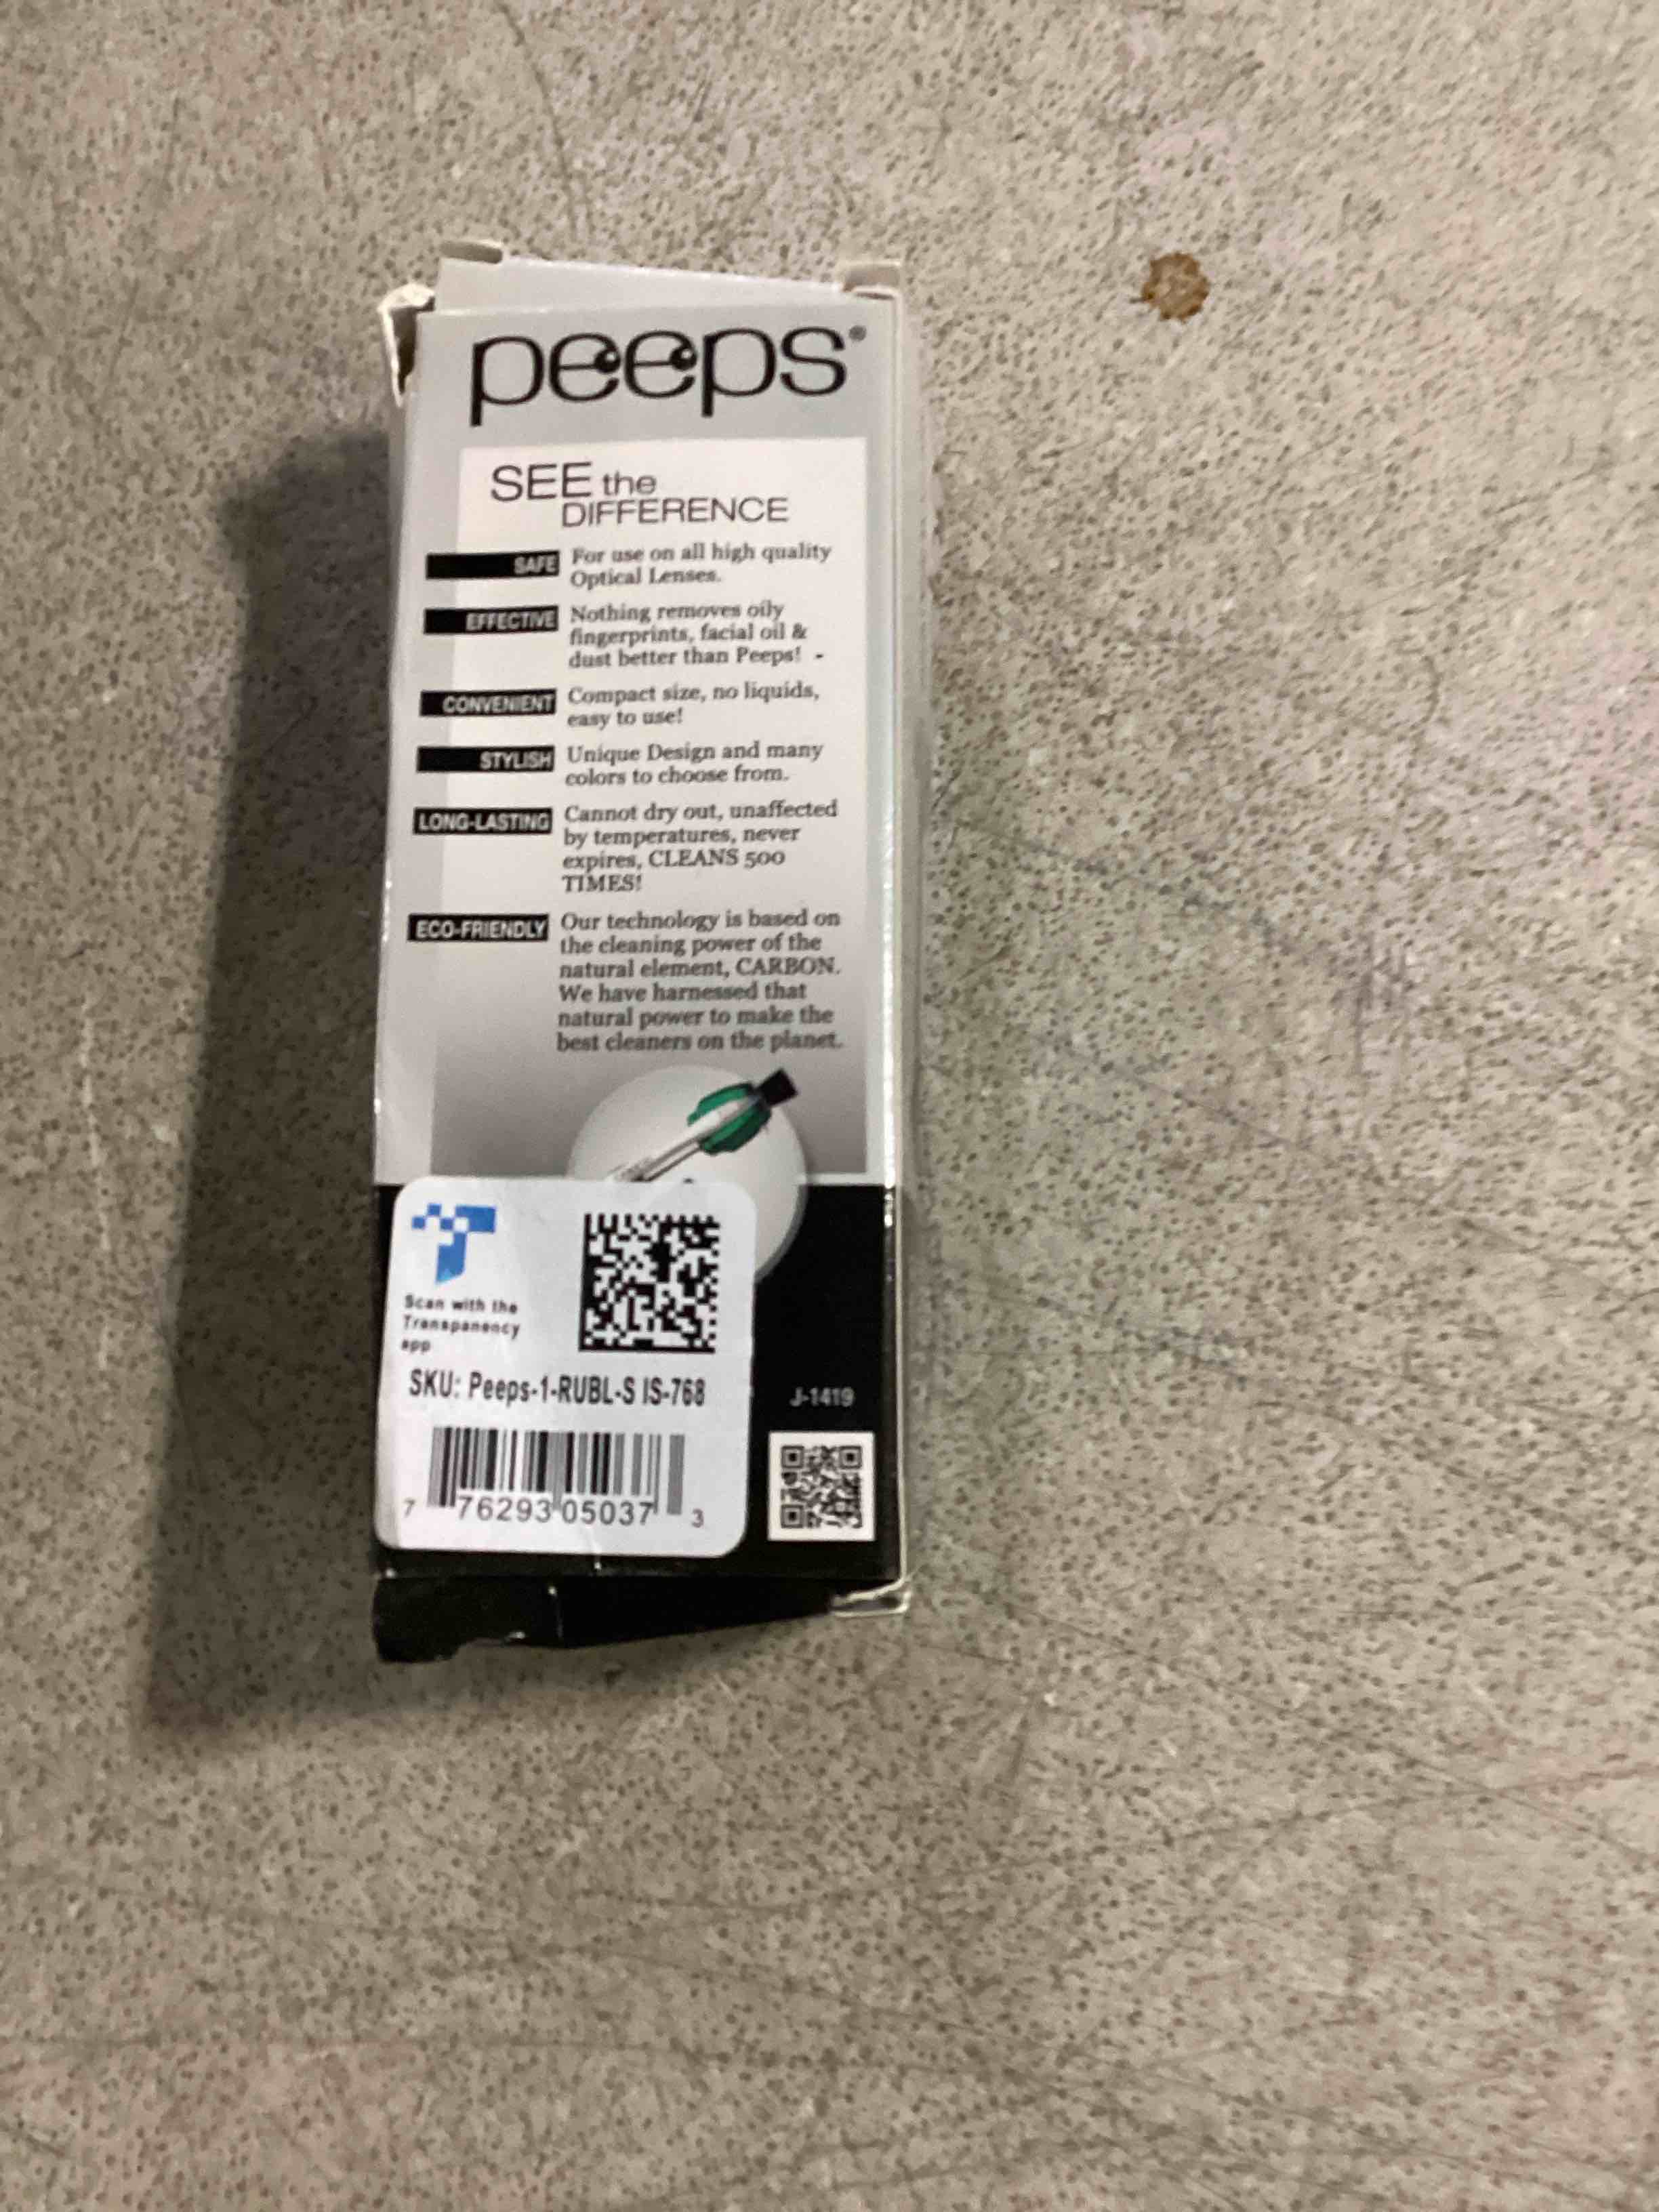 peeps®
SEE the
DIFFERENCE
SAFE For use on all high quality
Optical Lenses.
EFFECTIVE Nothing removes oily
fingerprints, facial oil &
dust better than Peeps! -
CONVENIENT Compact size, no liquids,
easy to use!
STYLISH Unique Design and many
colors to choose from.
LONG-LASTING Cannot dry out, unaffected
by temperatures, never
expires, CLEANS 500
TIMES!
ECO-FRIENDLY Our technology is based on
the cleaning power of the
natural element, CARBON.
We have harnessed that
natural power to make the
best cleaners on the planet.
Scan with the
Transparency
app
SKU: Peeps-1-RUBL-S IS-768
7 76293 05037 3
J-1419